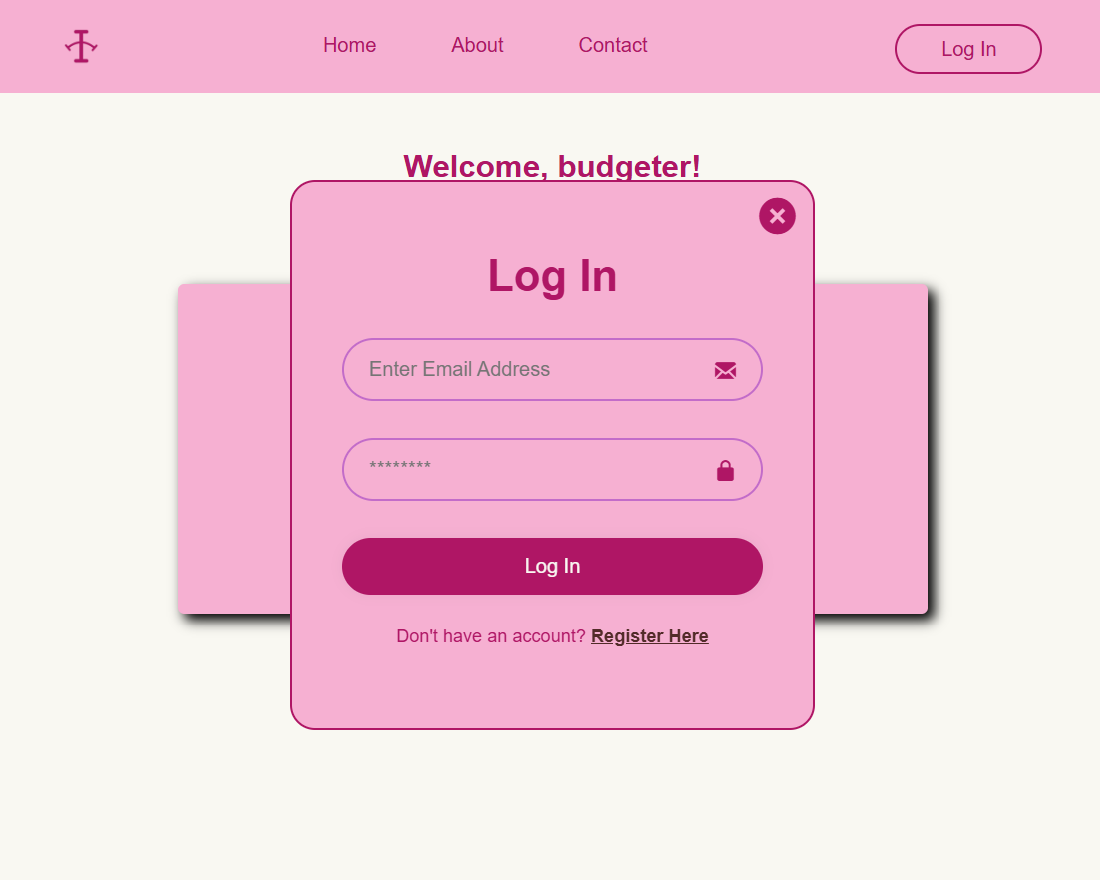 Home About Contact Log In
Welcome, budgeter!
Log In
Enter Email Address
********
Log In
Don't have an account? Register Here